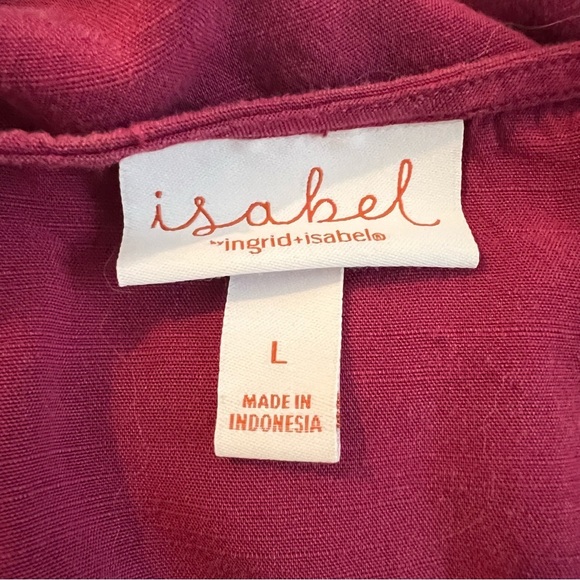 isabel
by ingrid+isabel®
L
MADE IN
INDONESIA